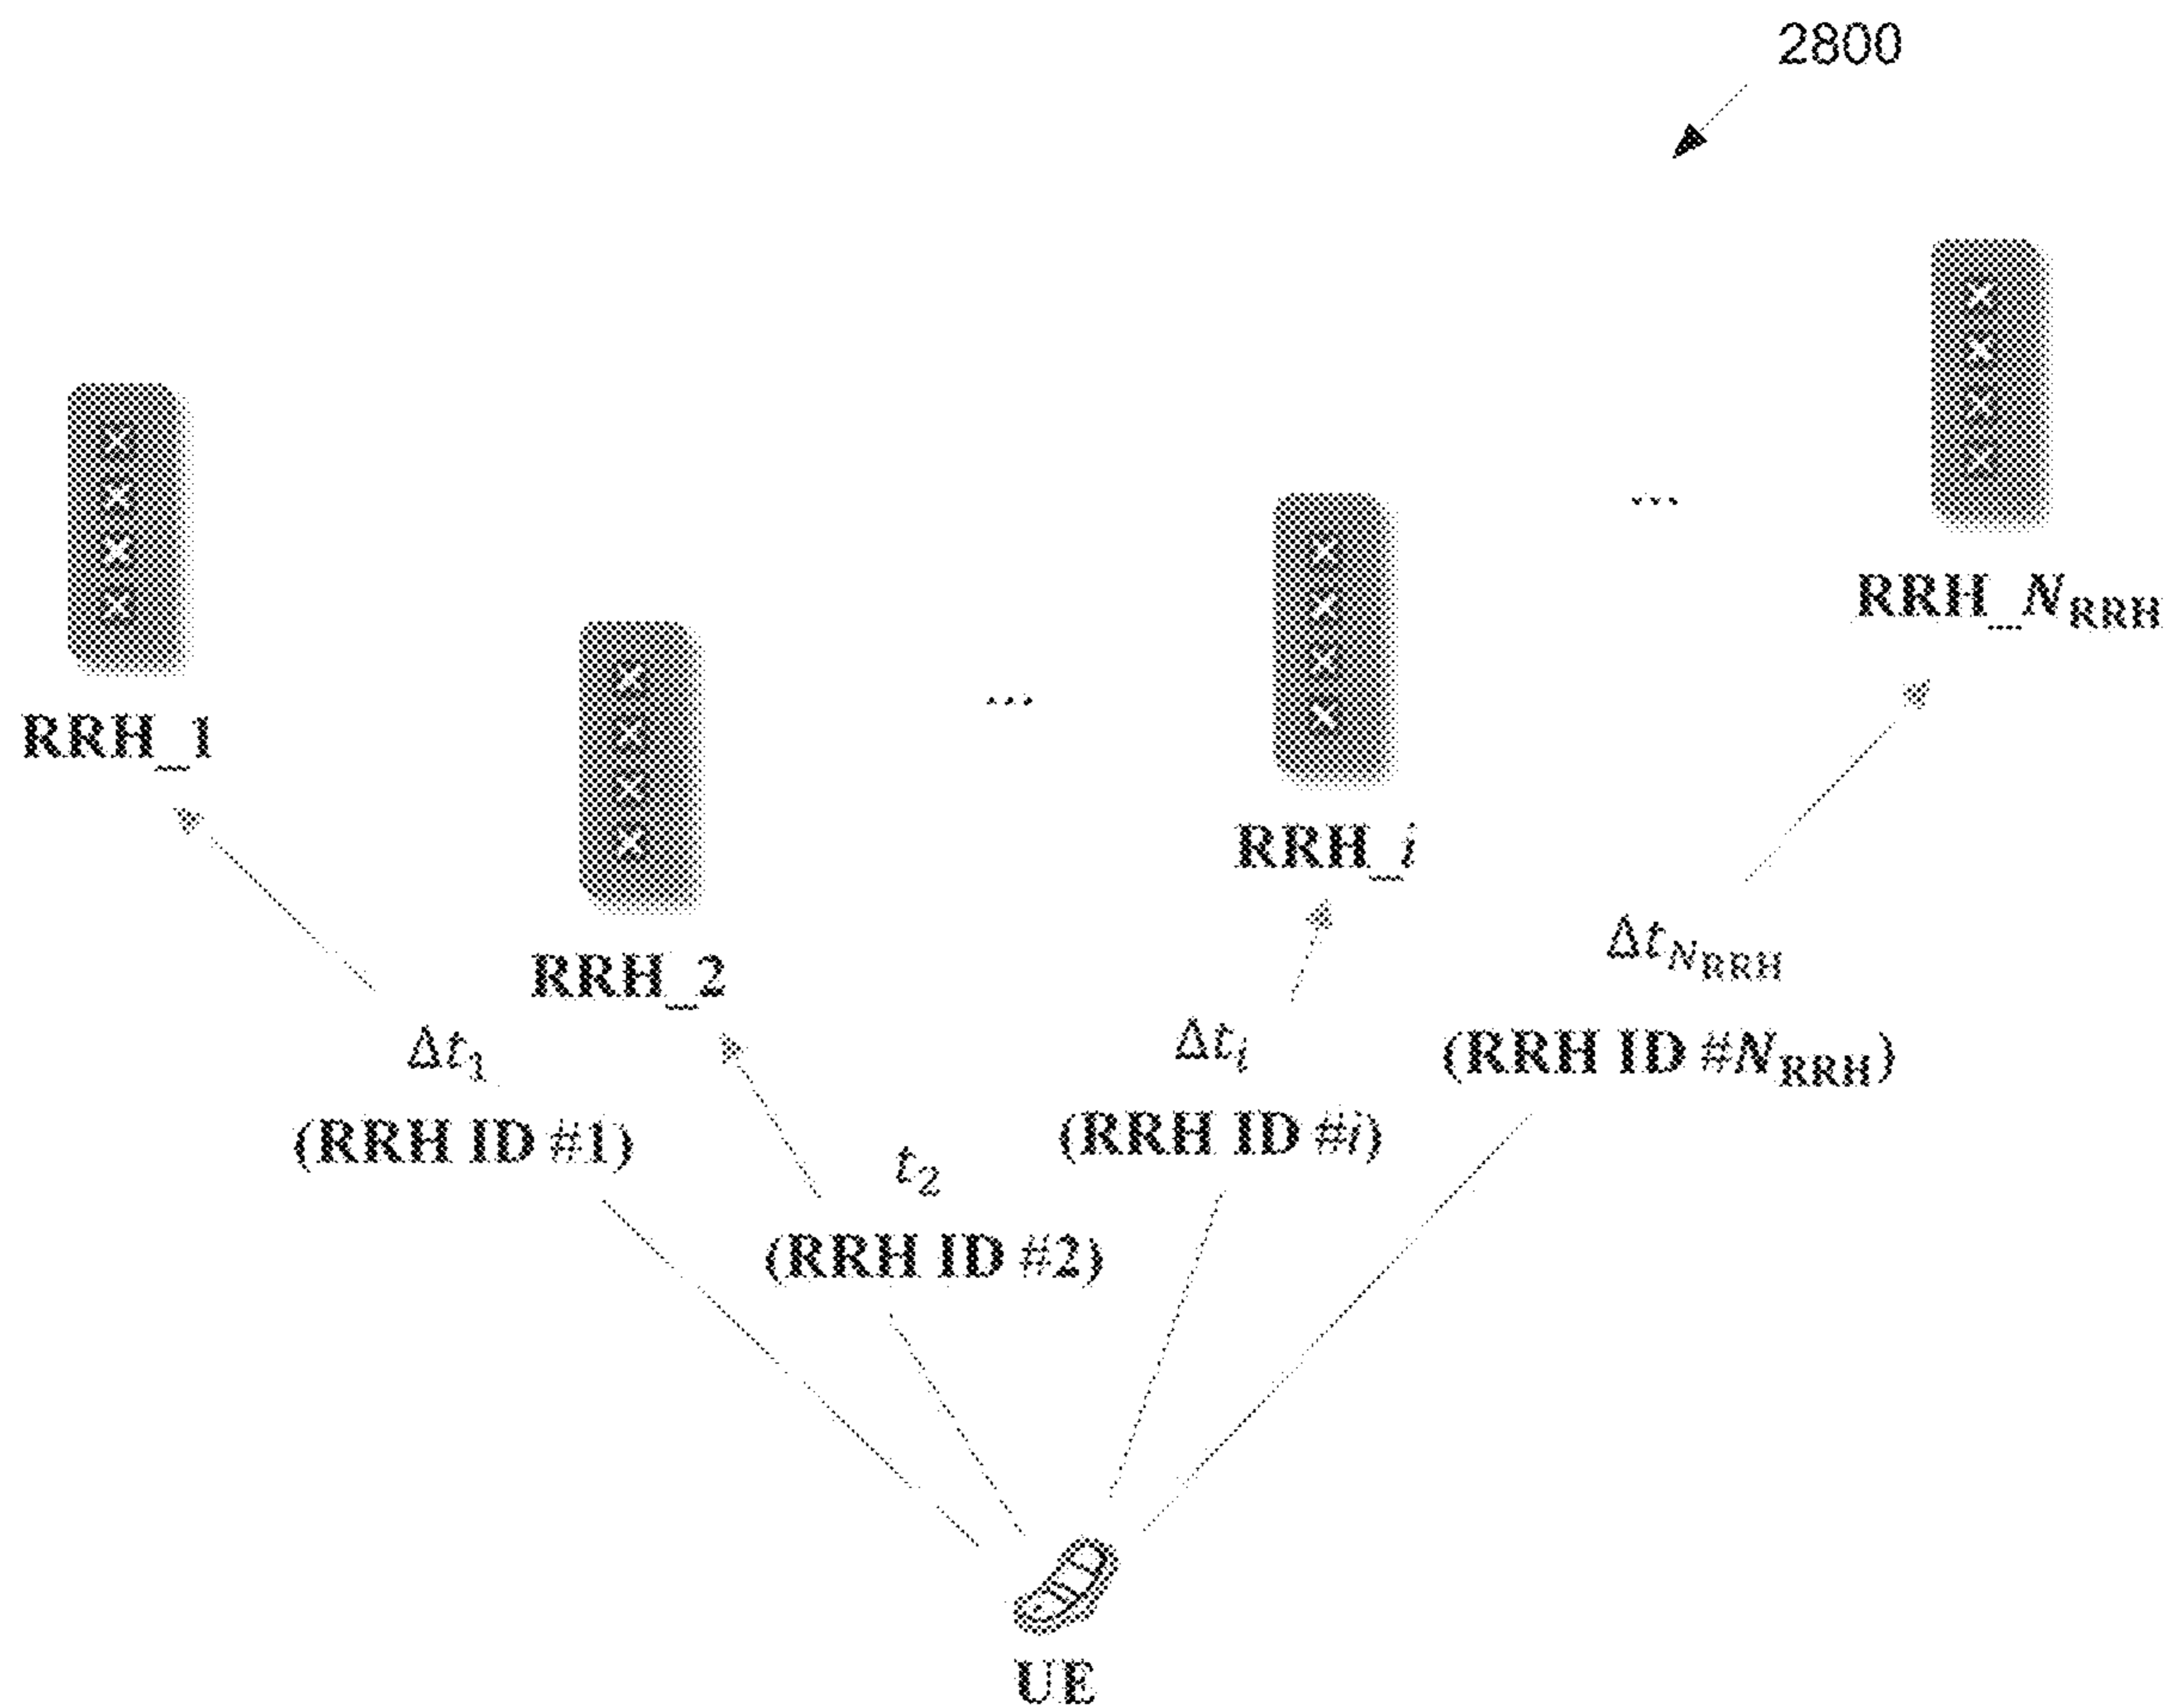 2800
RRH_1
RRH_2
...
RRH_i
...
RRH_N_RRH
Δt_1
(RRH ID #1)
t_2
(RRH ID #2)
Δt_i
(RRH ID #i)
Δt_N_RRH
(RRH ID #N_RRH)
UE